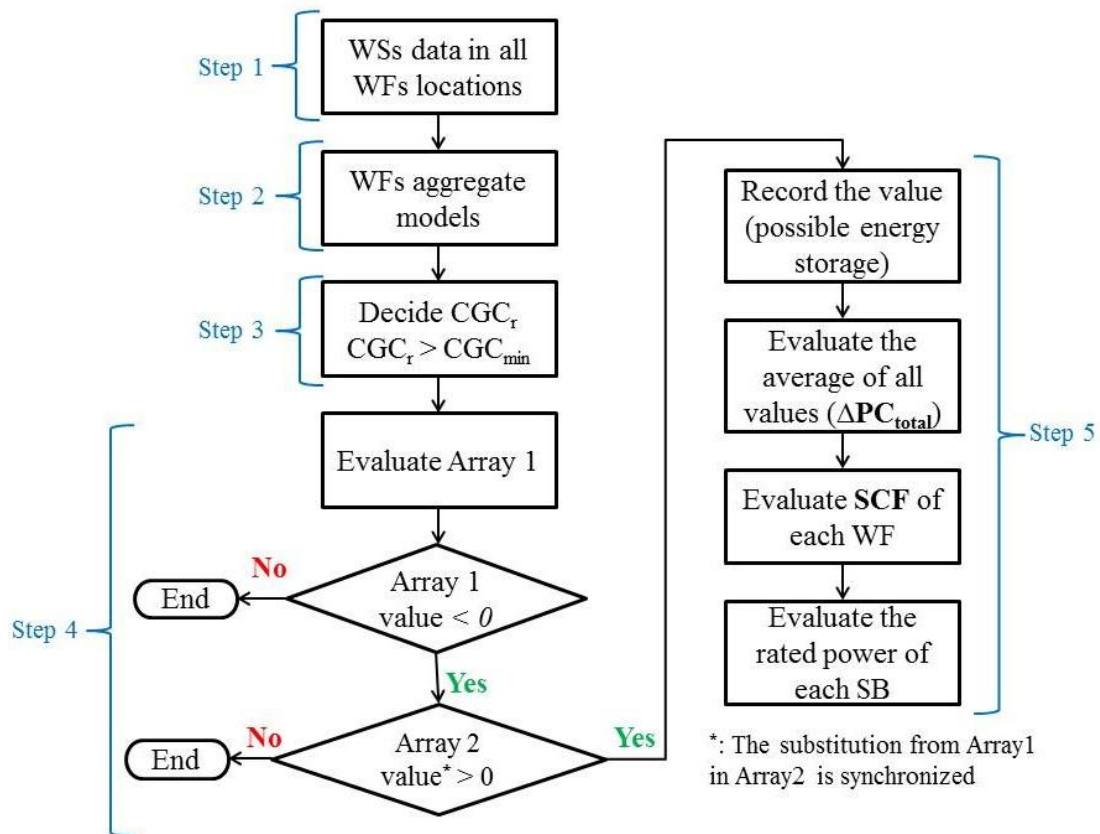 Step 1
WSs data in all
WFs locations
Step 2
WFs aggregate
models
Step 3
Decide CGCr
CGCr > CGCmin
Step 4
Evaluate Array 1
No
End
Array 1
value < 0
Yes
No
End
Array 2
value* > 0
Yes
Record the value
(possible energy
storage)
Evaluate the
average of all
values (ΔPCtotal)
Step 5
Evaluate SCF of
each WF
Evaluate the
rated power of
each SB
*: The substitution from Array1
in Array2 is synchronized